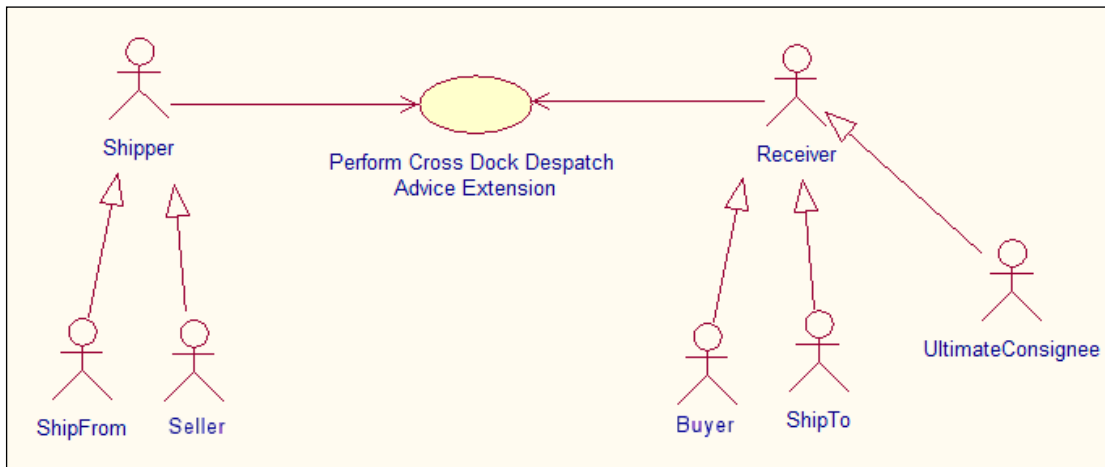 Shipper
Perform Cross Dock Despatch
Advice Extension
Receiver
ShipFrom
Seller
Buyer
ShipTo
UltimateConsignee